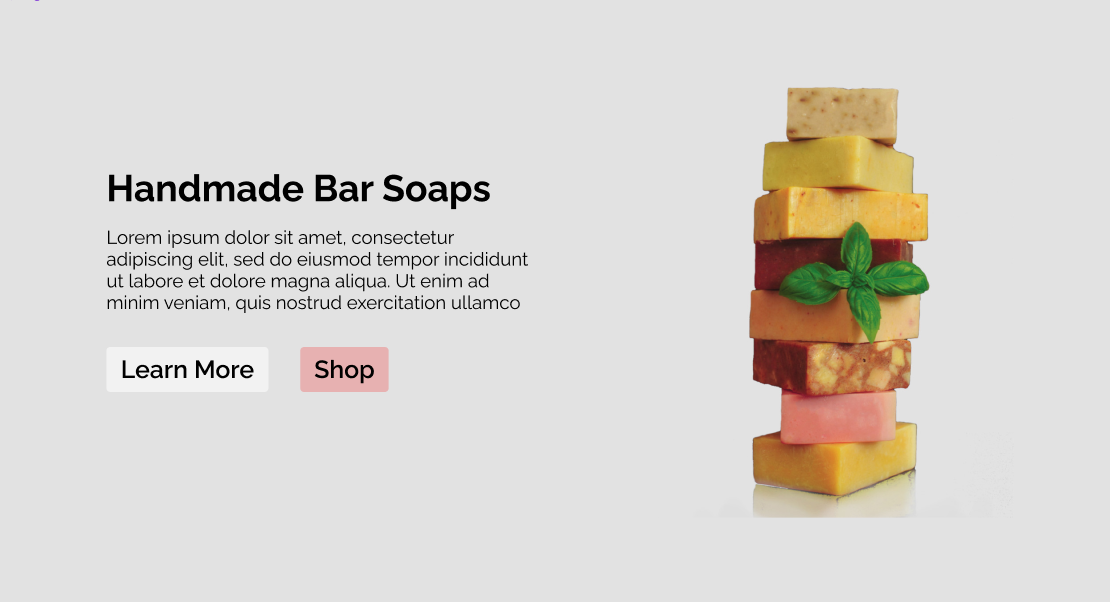 Handmade Bar Soaps
Lorem ipsum dolor sit amet, consectetur
adipiscing elit, sed do eiusmod tempor incididunt
ut labore et dolore magna aliqua. Ut enim ad
minim veniam, quis nostrud exercitation ullamco
Learn More
Shop